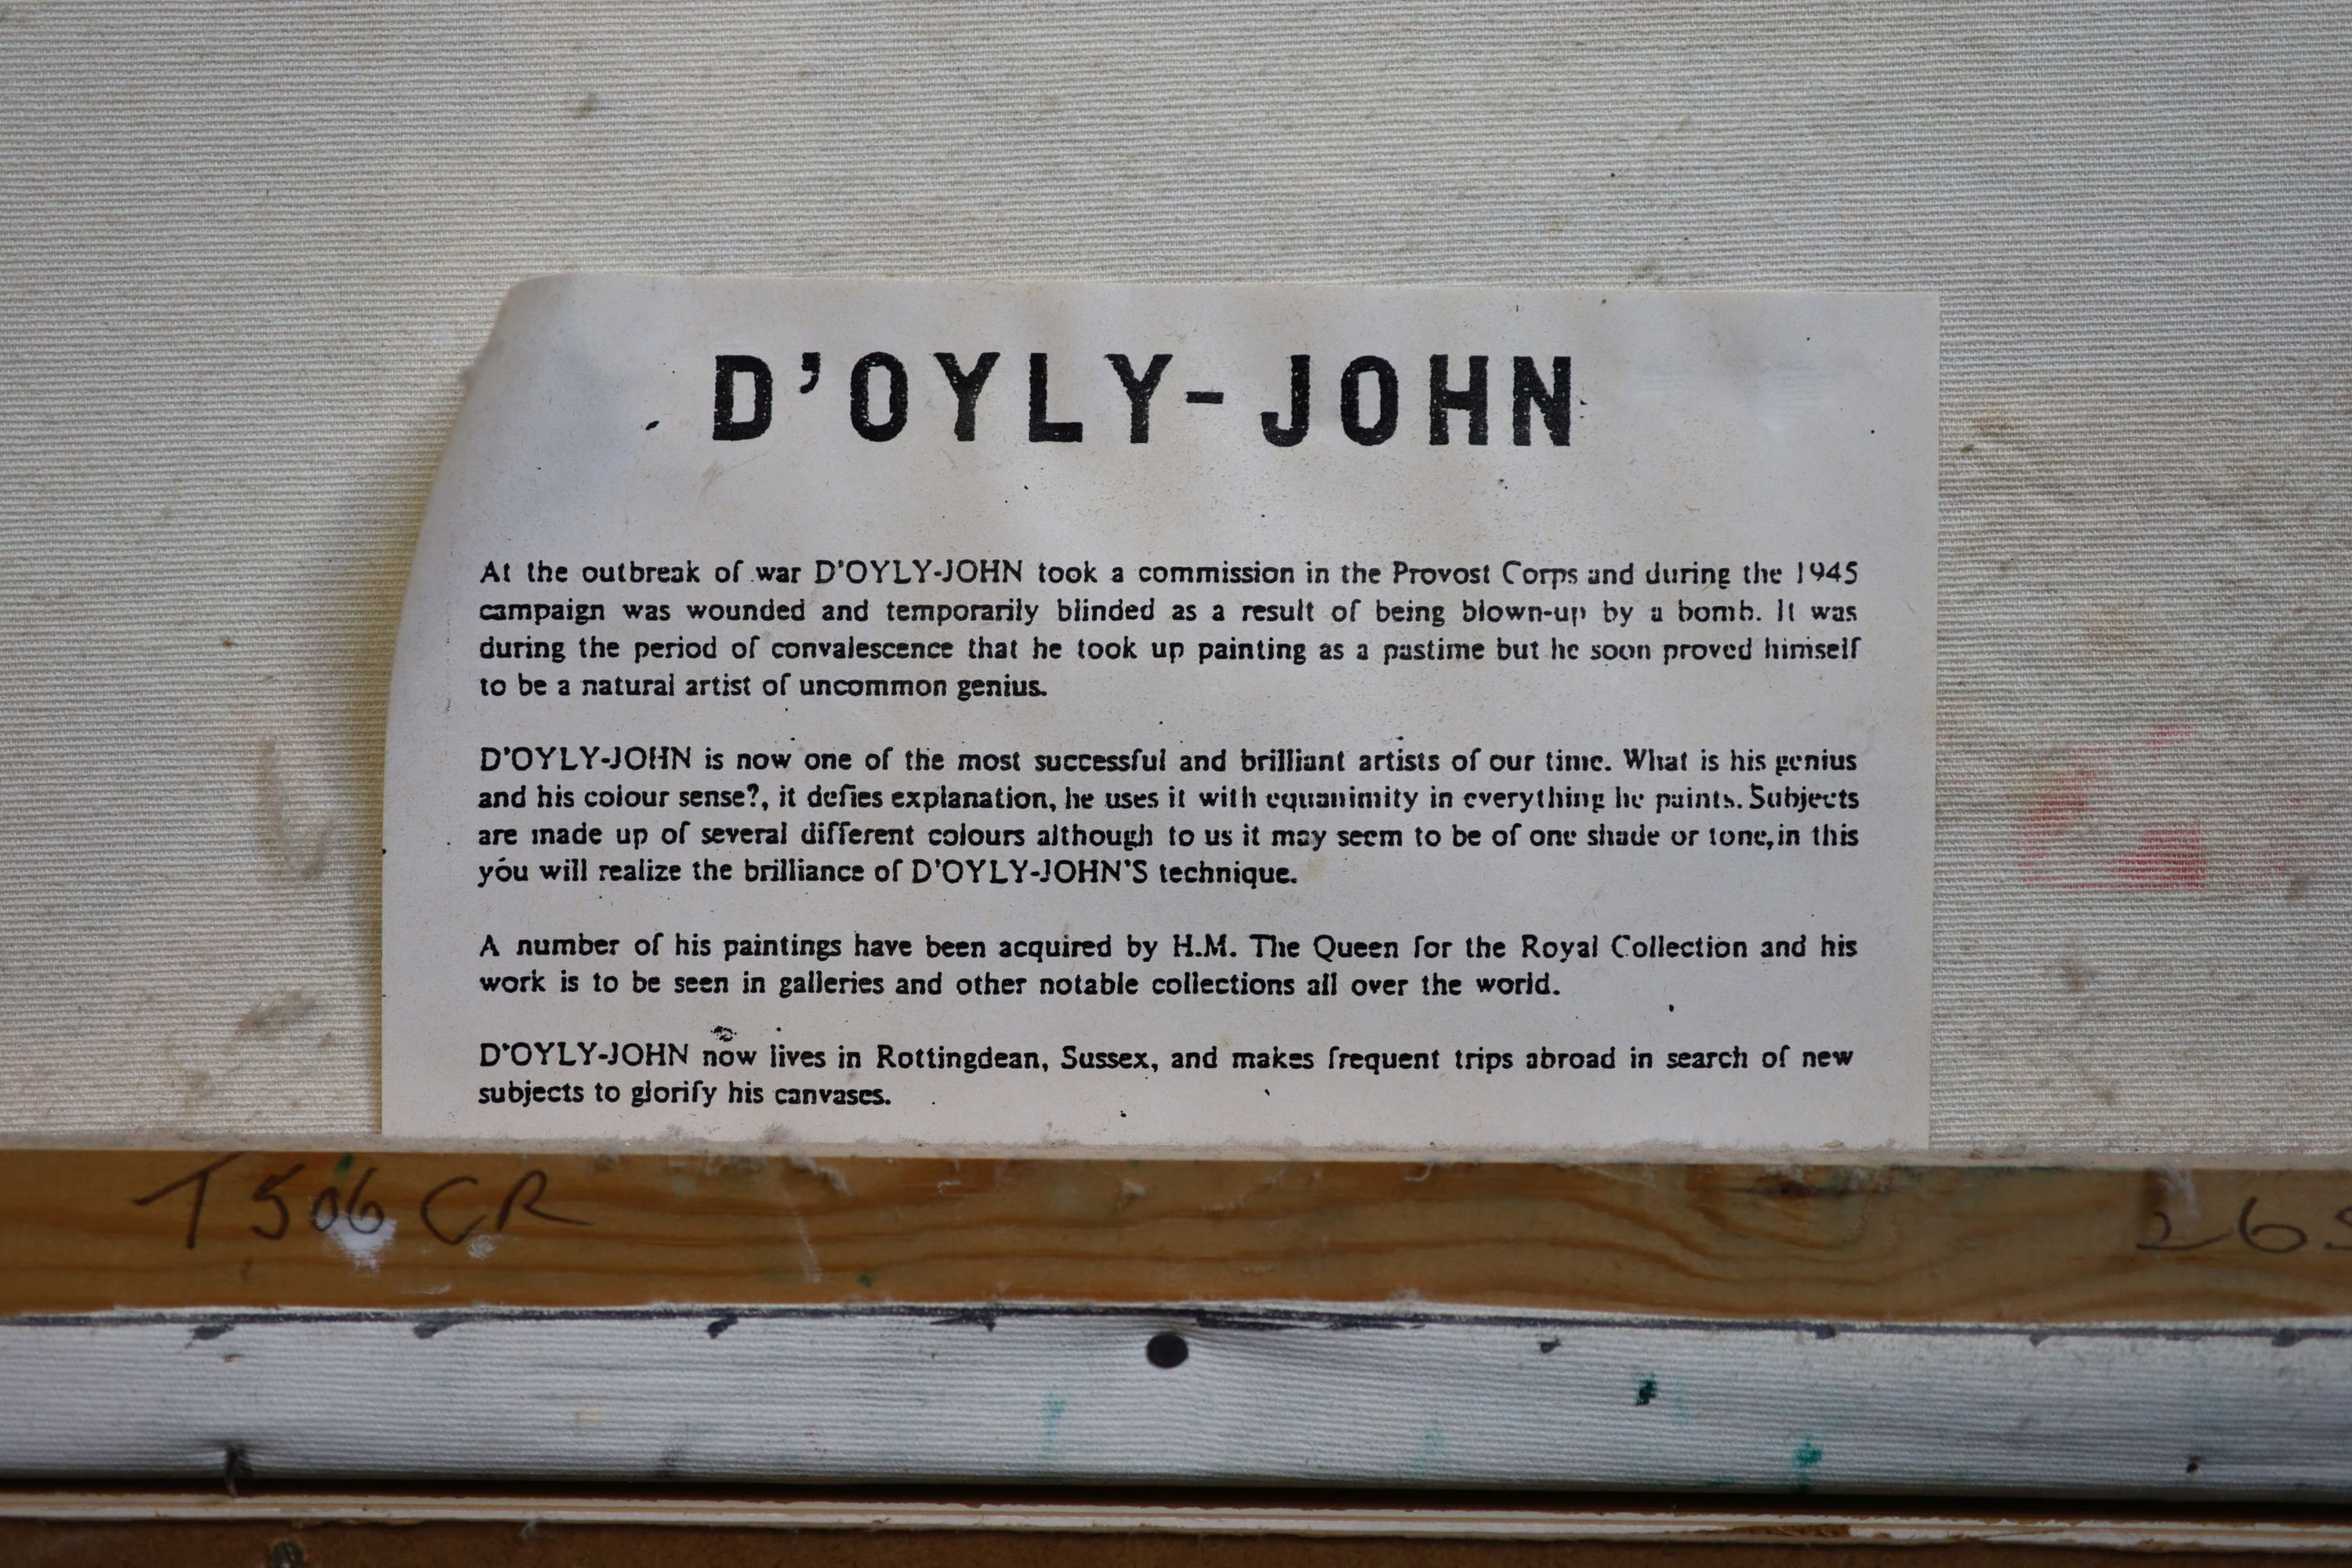 D'OYLY-JOHN
At the outbreak of war D'OYLY-JOHN took a commission in the Provost Corps and during the 1945
campaign was wounded and temporarily blinded as a result of being blown-up by a bomb. It was
during the period of convalescence that he took up painting as a pastime but he soon proved himself
to be a natural artist of uncommon genius.
D'OYLY-JOHN is now one of the most successful and brilliant artists of our time. What is his genius
and his colour sense?, it defies explanation, he uses it with equanimity in everything he paints. Subjects
are made up of several different colours although to us it may seem to be of one shade or tone, in this
you will realize the brilliance of D'OYLY-JOHN'S technique.
A number of his paintings have been acquired by H.M. The Queen for the Royal Collection and his
work is to be seen in galleries and other notable collections all over the world.
D'OYLY-JOHN now lives in Rottingdean, Sussex, and makes frequent trips abroad in search of new
subjects to glorify his canvases.
T506 CR